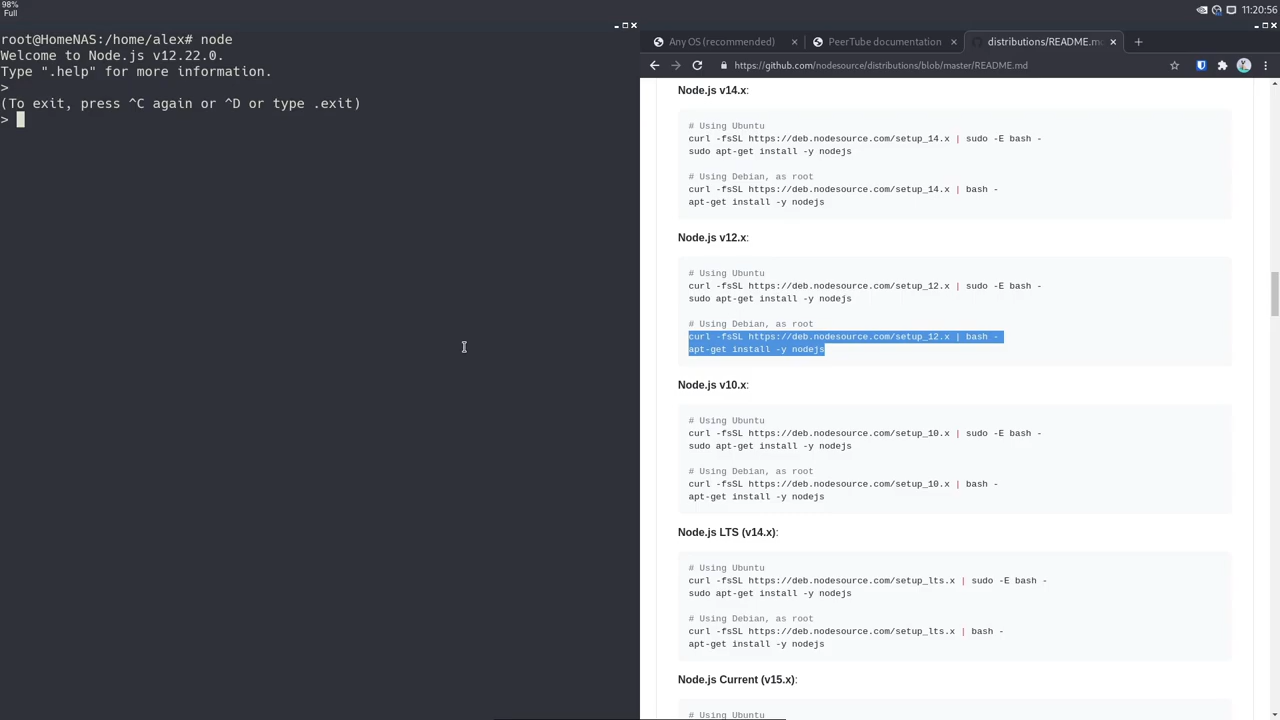 98%
Full
11:20:56
root@HomeNAS:/home/alex# node
Welcome to Node.js v12.22.0.
Type ".help" for more information.
>
(To exit, press ^C again or ^D or type .exit)
>
Any OS (recommended)
PeerTube documentation
distributions/README.m
https://github.com/nodesource/distributions/blob/master/README.md
Node.js v14.x:
# Using Ubuntu
curl -fsSL https://deb.nodesource.com/setup_14.x | sudo -E bash -
sudo apt-get install -y nodejs
# Using Debian, as root
curl -fsSL https://deb.nodesource.com/setup_14.x | bash -
apt-get install -y nodejs
Node.js v12.x:
# Using Ubuntu
curl -fsSL https://deb.nodesource.com/setup_12.x | sudo -E bash -
sudo apt-get install -y nodejs
# Using Debian, as root
curl -fsSL https://deb.nodesource.com/setup_12.x | bash -
apt-get install -y nodejs
Node.js v10.x:
# Using Ubuntu
curl -fsSL https://deb.nodesource.com/setup_10.x | sudo -E bash -
sudo apt-get install -y nodejs
# Using Debian, as root
curl -fsSL https://deb.nodesource.com/setup_10.x | bash -
apt-get install -y nodejs
Node.js LTS (v14.x):
# Using Ubuntu
curl -fsSL https://deb.nodesource.com/setup_lts.x | sudo -E bash -
sudo apt-get install -y nodejs
# Using Debian, as root
curl -fsSL https://deb.nodesource.com/setup_lts.x | bash -
apt-get install -y nodejs
Node.js Current (v15.x):
# Using Ubuntu